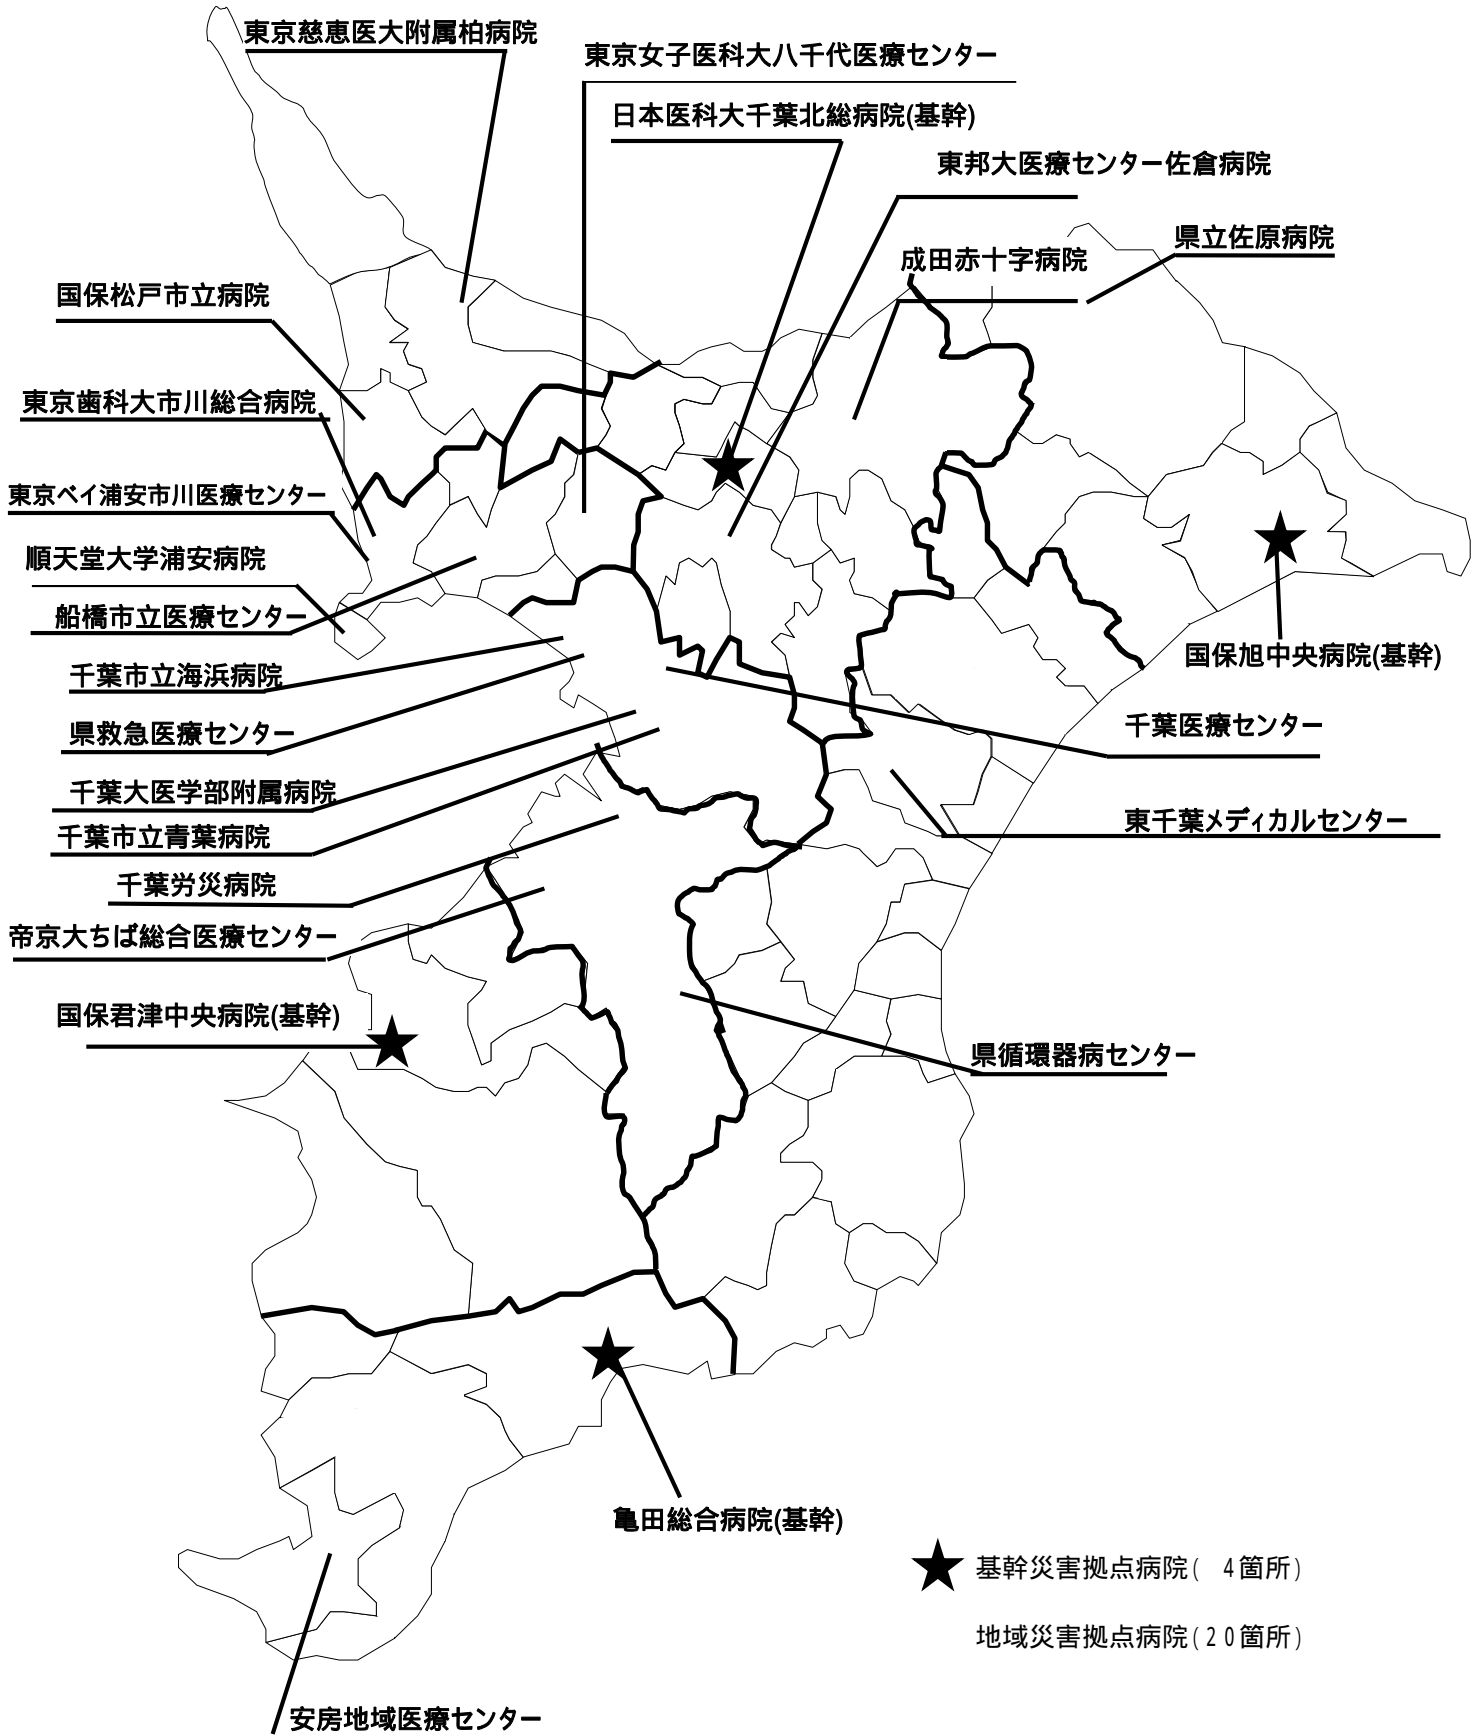 東京慈恵医大附属柏病院
東京女子医科大八千代医療センター
日本医科大千葉北総病院(基幹)
東邦大医療センター佐倉病院
県立佐原病院
成田赤十字病院
国保松戸市立病院
東京歯科大市川総合病院
東京ベイ浦安市川医療センター
順天堂大学浦安病院
船橋市立医療センター
千葉市立海浜病院
国保旭中央病院(基幹)
県救急医療センター
千葉医療センター
千葉大医学部附属病院
東千葉メディカルセンター
千葉市立青葉病院
千葉労災病院
帝京大ちば総合医療センター
国保君津中央病院(基幹)
県循環器病センター
亀田総合病院(基幹)
基幹災害拠点病院( 4箇所)
地域災害拠点病院(20箇所)
安房地域医療センター